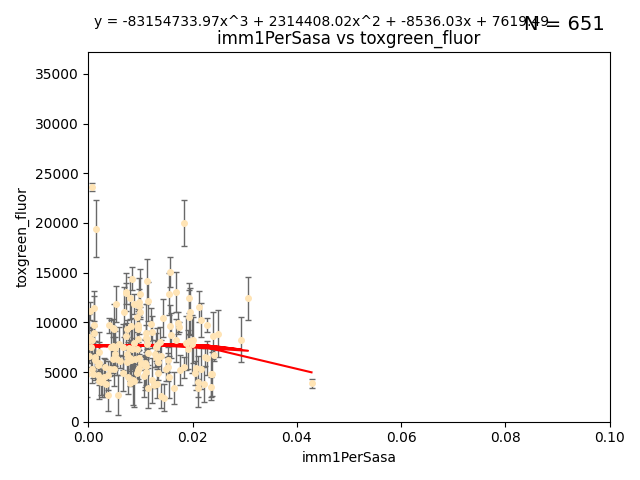 y = -83154733.97x^3 + 2314408.02x^2 + -8536.03x + 7619.49
N = 651
imm1PerSasa vs toxgreen_fluor
35000
30000
25000
20000
15000
10000
5000
0
toxgreen_fluor
0.00 0.02 0.04 0.06 0.08 0.10
imm1PerSasa